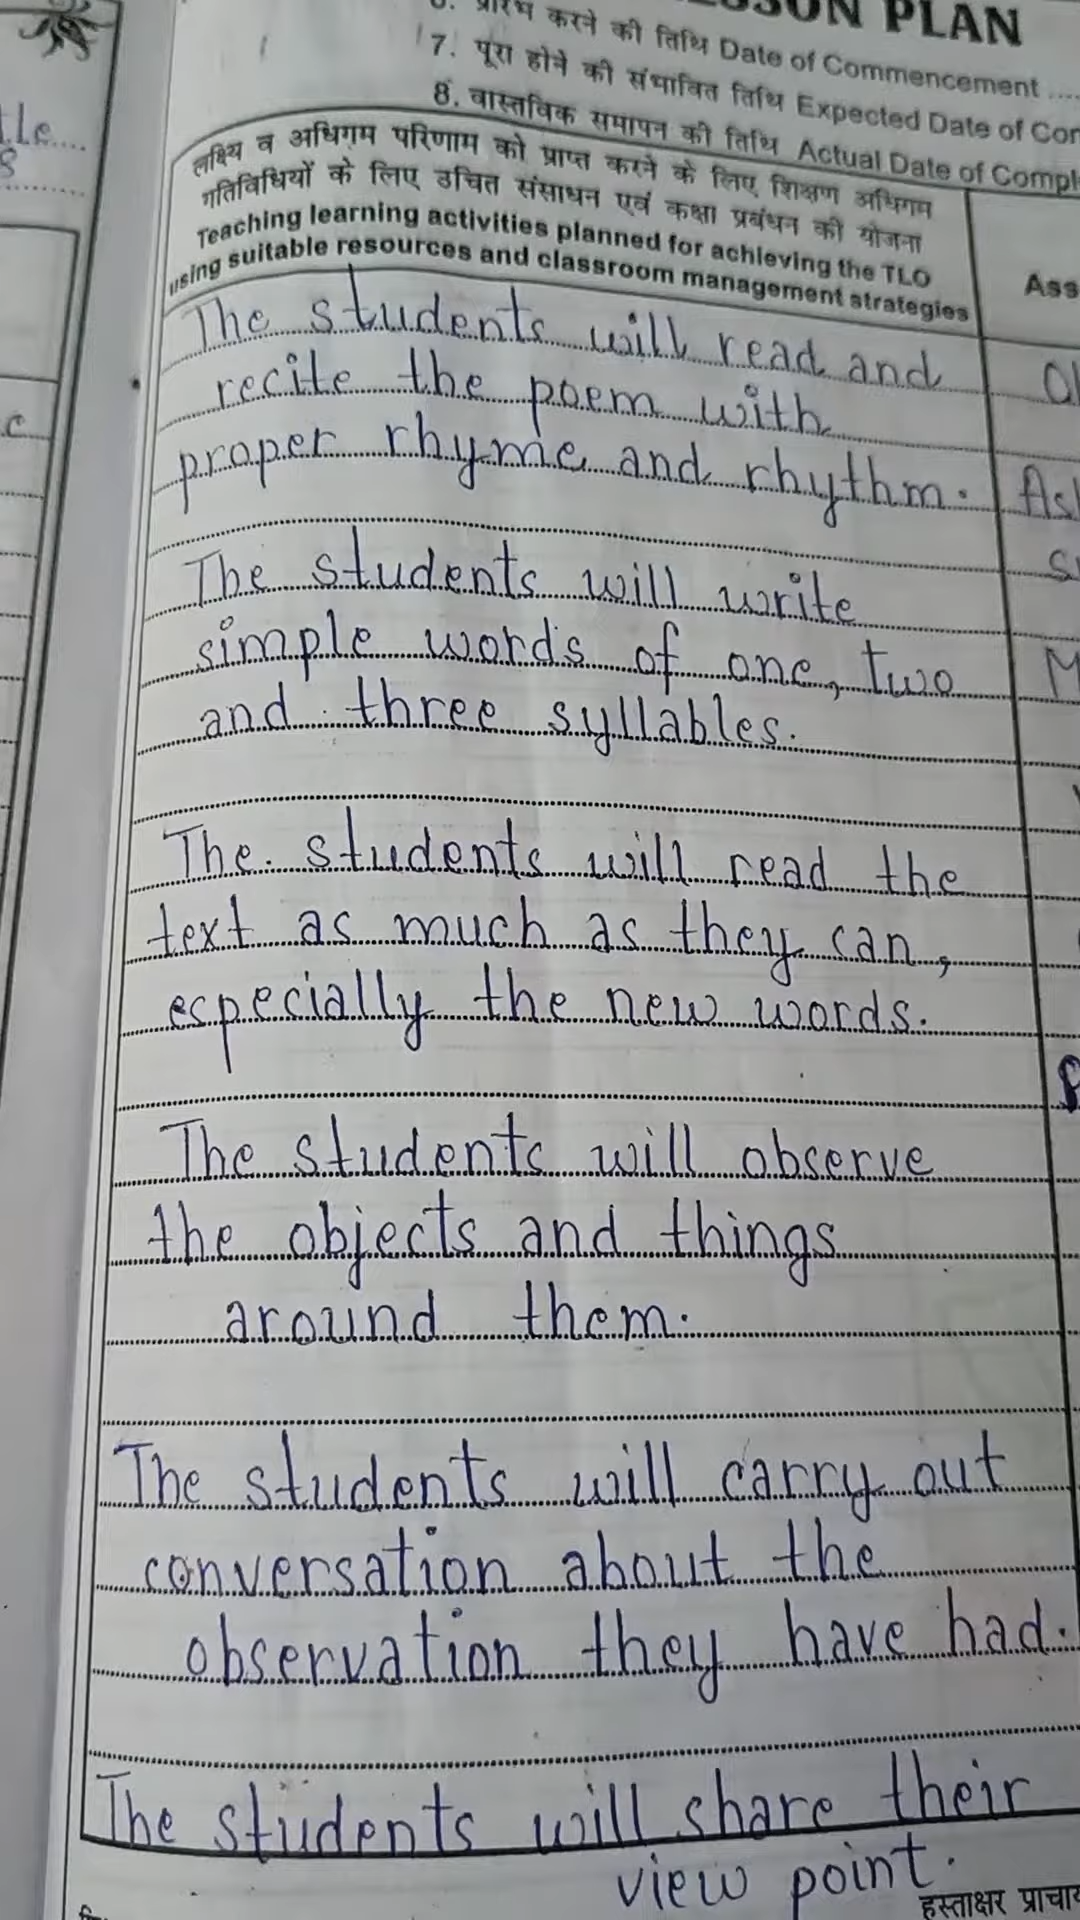 LESSON PLAN
प्रारंभ करने की तिथि Date of Commencement ....
7. पूरा होने की संभावित तिथि Expected Date of
8. वास्तविक समापन की तिथि Actual Date of
लक्ष्यि व अधिगम परिणाम को प्राप्त करने के लिए शिक्षण अधिगम
गतिविधियों के लिए उचित संसाधन एवं कक्षा प्रबंधन की योजना
Teaching learning activities planned for achieving the TLO
using suitable resources and classroom management strategies
The students will read and
recite the poem with
proper rhyme and rhythm.
The students will write
simple words of one, two
and three syllables.
The students will read the
text as much as they can,
especially the new words.
The students will observe
the objects and things
around them.
The students will carry out
conversation about the
observation they have had.
The students will share their
view point.
हस्ताक्षर